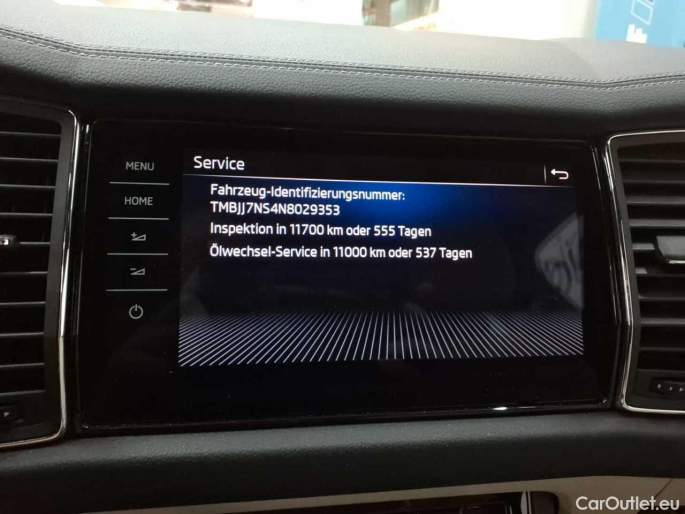 MENU
HOME
Service
Fahrzeug-Identifizierungsnummer:
TMBJJ7NS4N8029353
Inspektion in 11700 km oder 555 Tagen
Ölwechsel-Service in 11000 km oder 537 Tagen
CarOutlet.eu